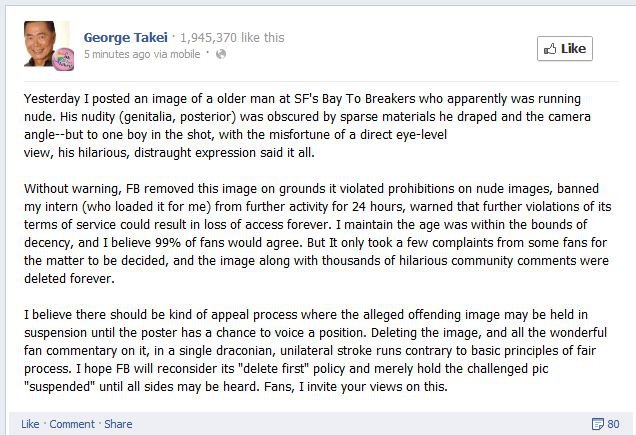 George Takei · 1,945,370 like this
5 minutes ago via mobile ·
Like
Yesterday I posted an image of a older man at SF's Bay To Breakers who apparently was running
nude. His nudity (genitalia, posterior) was obscured by sparse materials he draped and the camera
angle--but to one boy in the shot, with the misfortune of a direct eye-level
view, his hilarious, distraught expression said it all.
Without warning, FB removed this image on grounds it violated prohibitions on nude images, banned
my intern (who loaded it for me) from further activity for 24 hours, warned that further violations of its
terms of service could result in loss of access forever. I maintain the age was within the bounds of
decency, and I believe 99% of fans would agree. But It only took a few complaints from some fans for
the matter to be decided, and the image along with thousands of hilarious community comments were
deleted forever.
I believe there should be kind of appeal process where the alleged offending image may be held in
suspension until the poster has a chance to voice a position. Deleting the image, and all the wonderful
fan commentary on it, in a single draconian, unilateral stroke runs contrary to basic principles of fair
process. I hope FB will reconsider its "delete first" policy and merely hold the challenged pic
"suspended" until all sides may be heard. Fans, I invite your views on this.
Like · Comment · Share
80